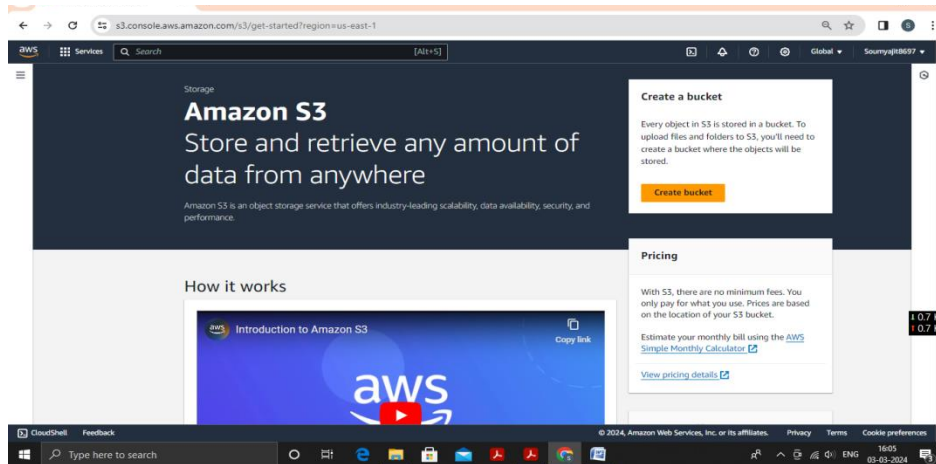 s3.console.aws.amazon.com/s3/get-started?region=us-east-1
S
aws
Services
Search
[Alt+S]
Global
Soumyajit8697
Storage
Amazon S3
Store and retrieve any amount of
data from anywhere
Amazon S3 is an object storage service that offers industry-leading scalability, data availability, security, and
performance.
Create a bucket
Every object in S3 is stored in a bucket. To
upload files and folders to S3, you'll need to
create a bucket where the objects will be
stored.
Create bucket
Pricing
With S3, there are no minimum fees. You
only pay for what you use. Prices are based
on the location of your S3 bucket.
Estimate your monthly bill using the AWS
Simple Monthly Calculator
View pricing details
How it works
aws
Introduction to Amazon S3
Copy link
aws
0.7
0.7
CloudShell
Feedback
© 2024, Amazon Web Services, Inc. or its affiliates.
Privacy
Terms
Cookie preferences
Type here to search
ENG
16:05
03-03-2024